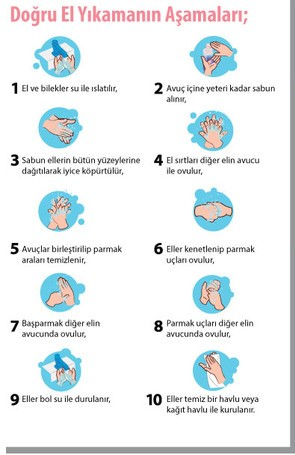 Doğru El Yıkamanın Aşamaları;
1 El ve bilekler su ile ıslatılır,
2 Avuç içine yeteri kadar sabun
alınır,
3 Sabun ellerin bütün yüzeylerine
dağıtılarak iyice köpürtülür,
4 El sırtları diğer elin avucu
ile ovulur,
5 Avuçlar birleştirilip parmak
araları temizlenir,
6 Eller kenetlenip parmak
uçları ovulur,
7 Başparmak diğer elin
avucunda ovulur,
8 Parmak uçları diğer elin
avucunda ovulur,
9 Eller bol su ile durulanır,
10 Eller temiz bir havlu veya
kağıt havlu ile kurulanır.